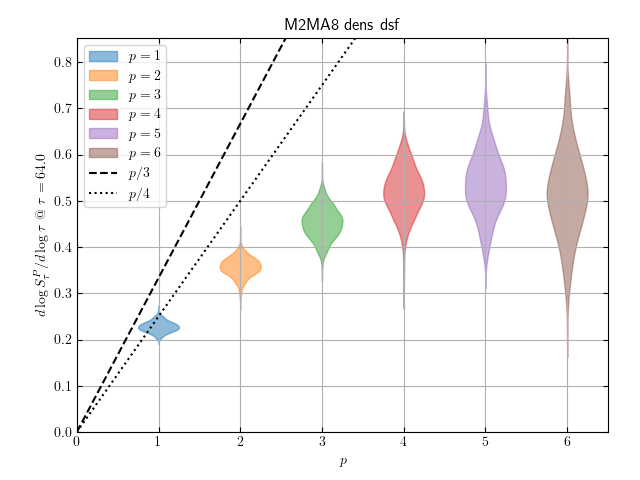 M2MA8 dens dsf
d log S_τ^P / d log τ @ τ = 64.0
0.8
0.7
0.6
0.5
0.4
0.3
0.2
0.1
0.0
p = 1
p = 2
p = 3
p = 4
p = 5
p = 6
p/3
p/4
0 1 2 3 4 5 6
p